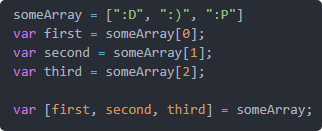 someArray = [":D", ":)", ":P"]
var first = someArray[0];
var second = someArray[1];
var third = someArray[2];
var [first, second, third] = someArray;